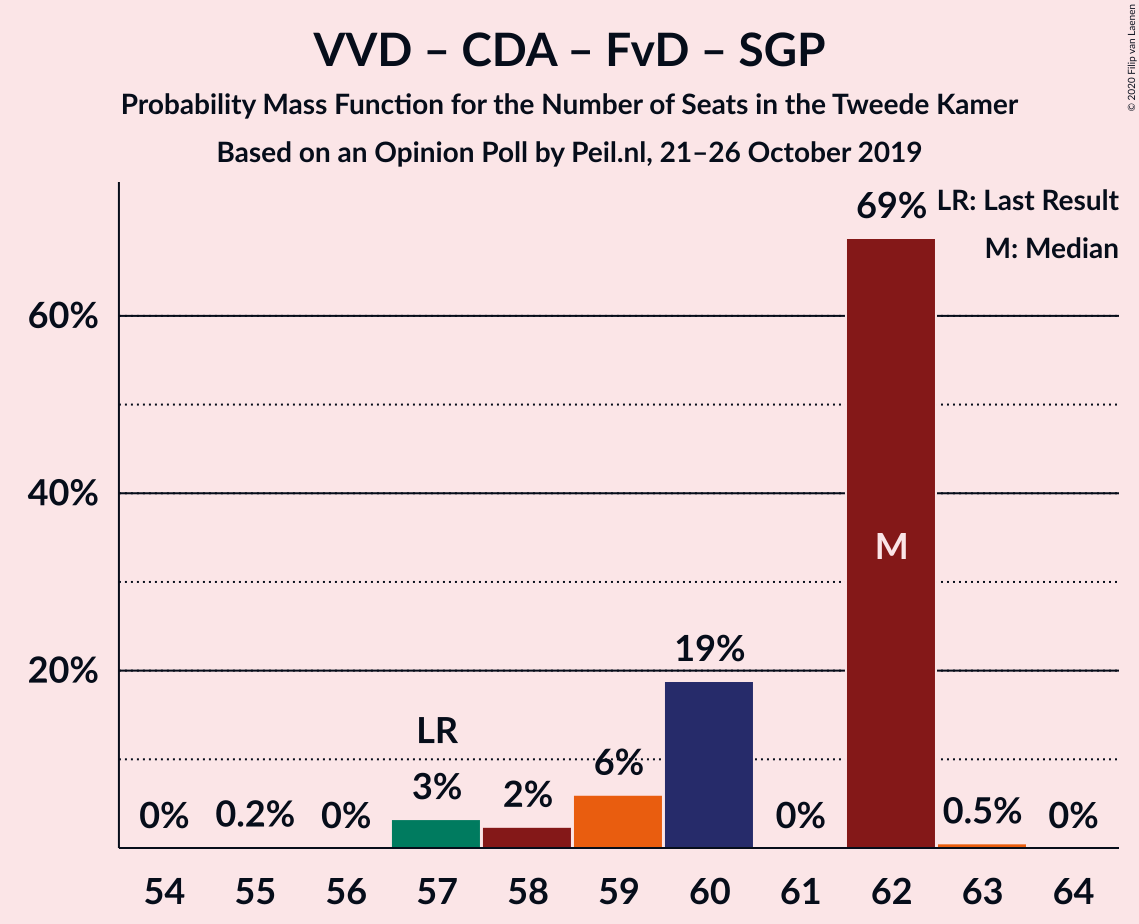 VVD – CDA – FvD – SGP
Probability Mass Function for the Number of Seats in the Tweede Kamer
Based on an Opinion Poll by Peil.nl, 21–26 October 2019
© 2020 Filip van Laenen
LR: Last Result
M: Median
60%
40%
20%
0%
0.2%
0%
LR
3%
2%
6%
19%
0%
69%
M
0.5%
0%
54 55 56 57 58 59 60 61 62 63 64